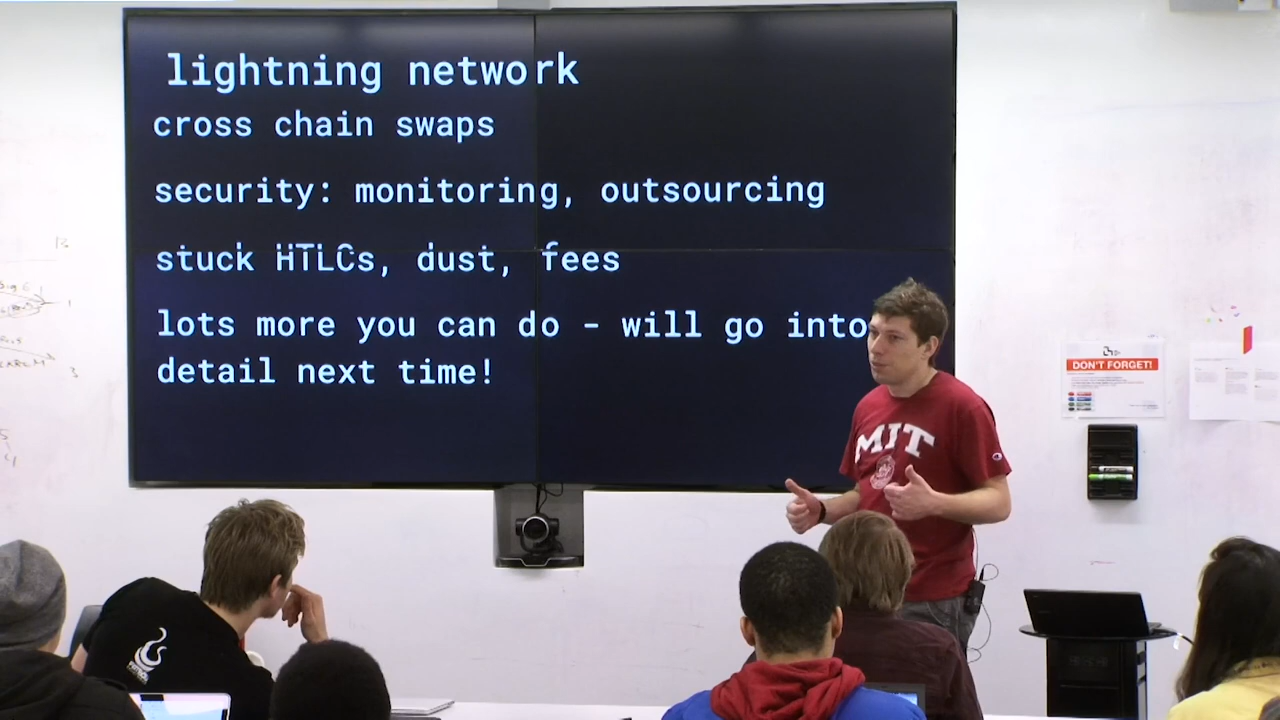 lightning network
cross chain swaps
security: monitoring, outsourcing
stuck HTLCs, dust, fees
lots more you can do - will go into
detail next time!
MIT
DON'T FORGET!